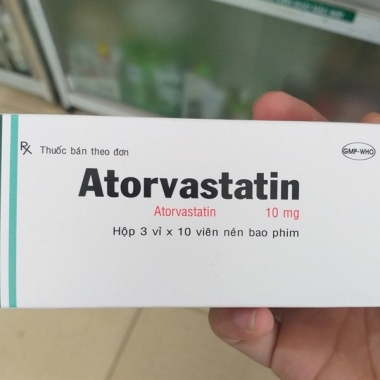 Rx Thuốc bán theo đơn
GMP-WHO
Atorvastatin
Atorvastatin 10 mg
Hộp 3 vỉ x 10 viên nén bao phim